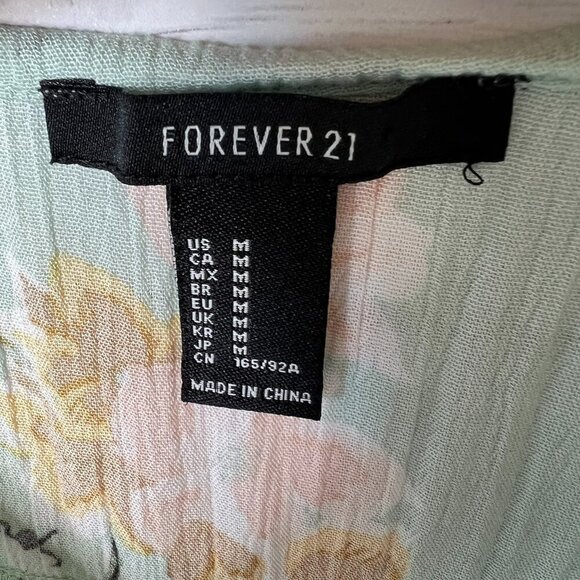 FOREVER 21
US M
CA M
MX M
BR M
EU M
UK M
KR M
JP M
CN 165/92A
MADE IN CHINA